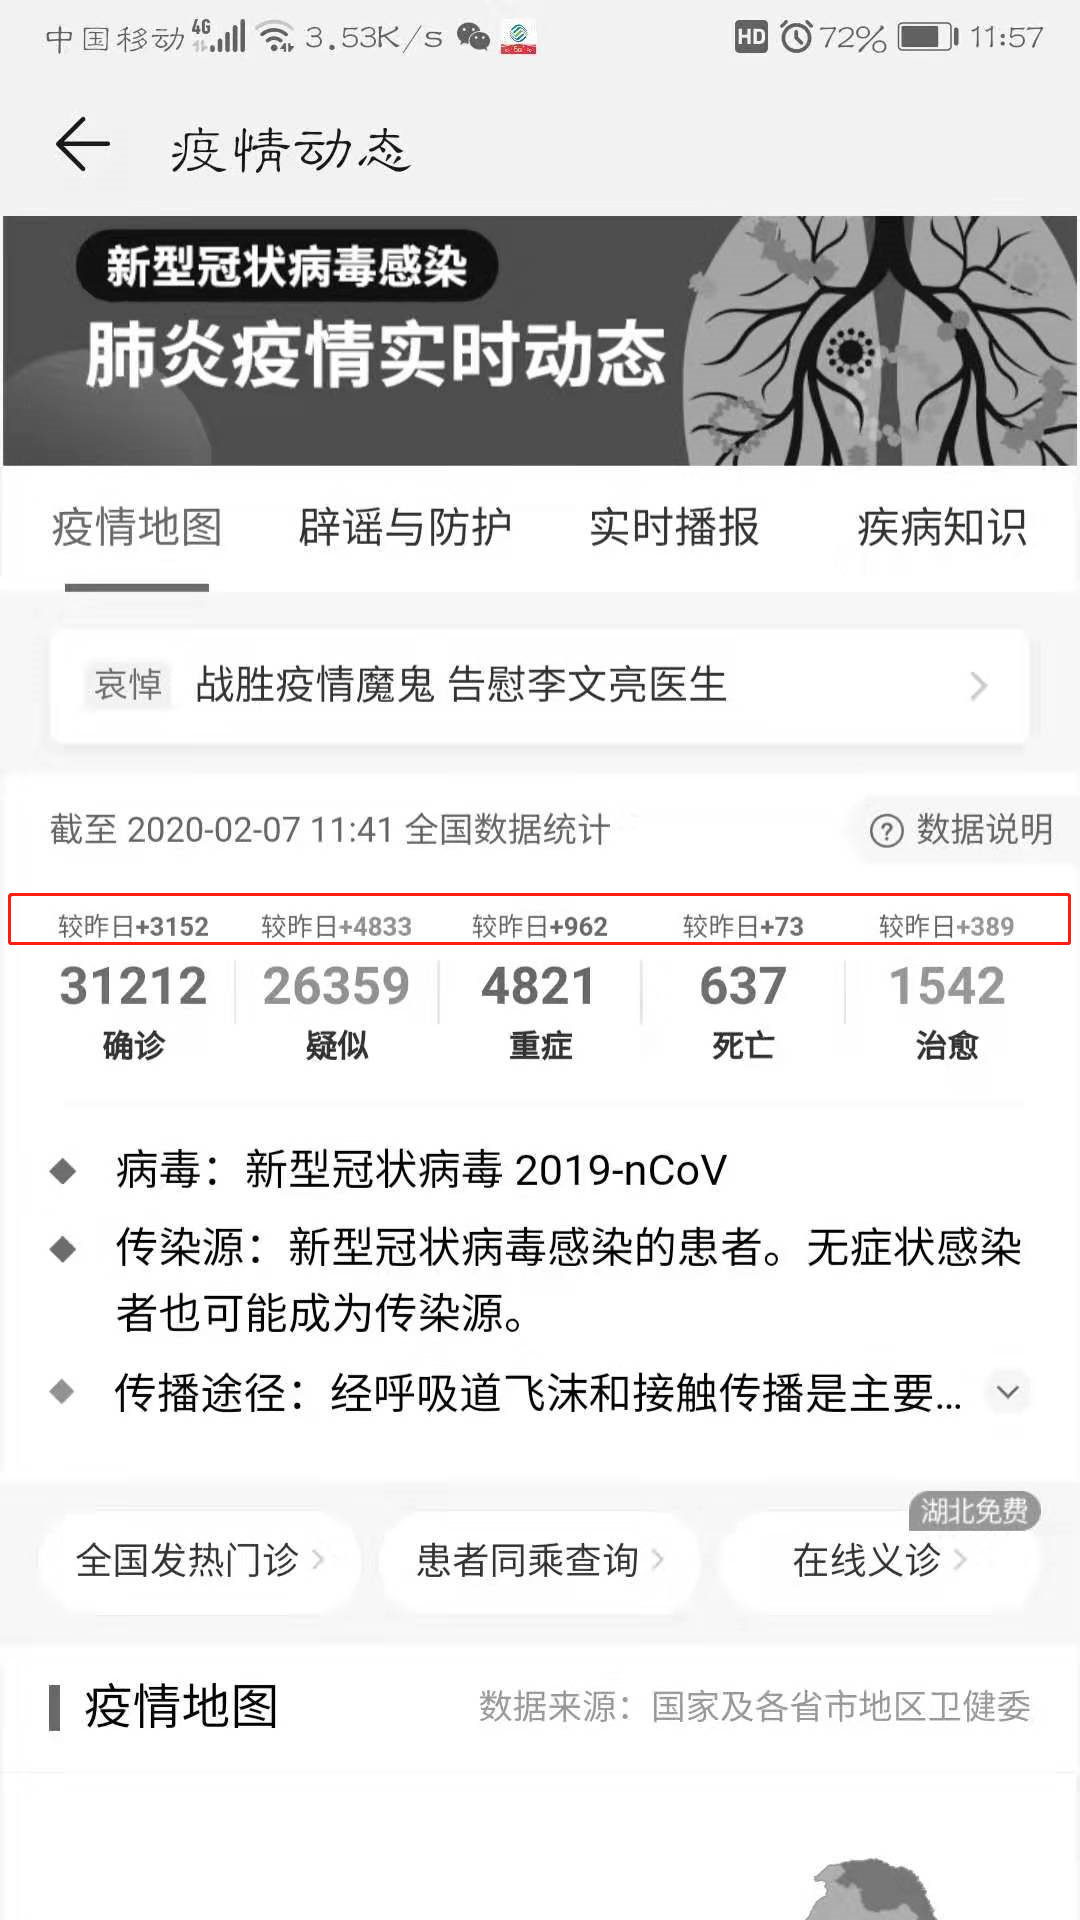 中国移动 4G 3.53K/s HD 72% 11:57
疫情动态
新型冠状病毒感染
肺炎疫情实时动态
疫情地图 辟谣与防护 实时播报 疾病知识
哀悼 战胜疫情魔鬼 告慰李文亮医生
截至 2020-02-07 11:41 全国数据统计 ? 数据说明
较昨日+3152 较昨日+4833 较昨日+962 较昨日+73 较昨日+389
31212 26359 4821 637 1542
确诊 疑似 重症 死亡 治愈
病毒：新型冠状病毒 2019-nCoV
传染源：新型冠状病毒感染的患者。无症状感染
者也可能成为传染源。
传播途径：经呼吸道飞沫和接触传播是主要...
湖北免费
全国发热门诊 患者同乘查询 在线义诊
疫情地图 数据来源：国家及各省市地区卫健委